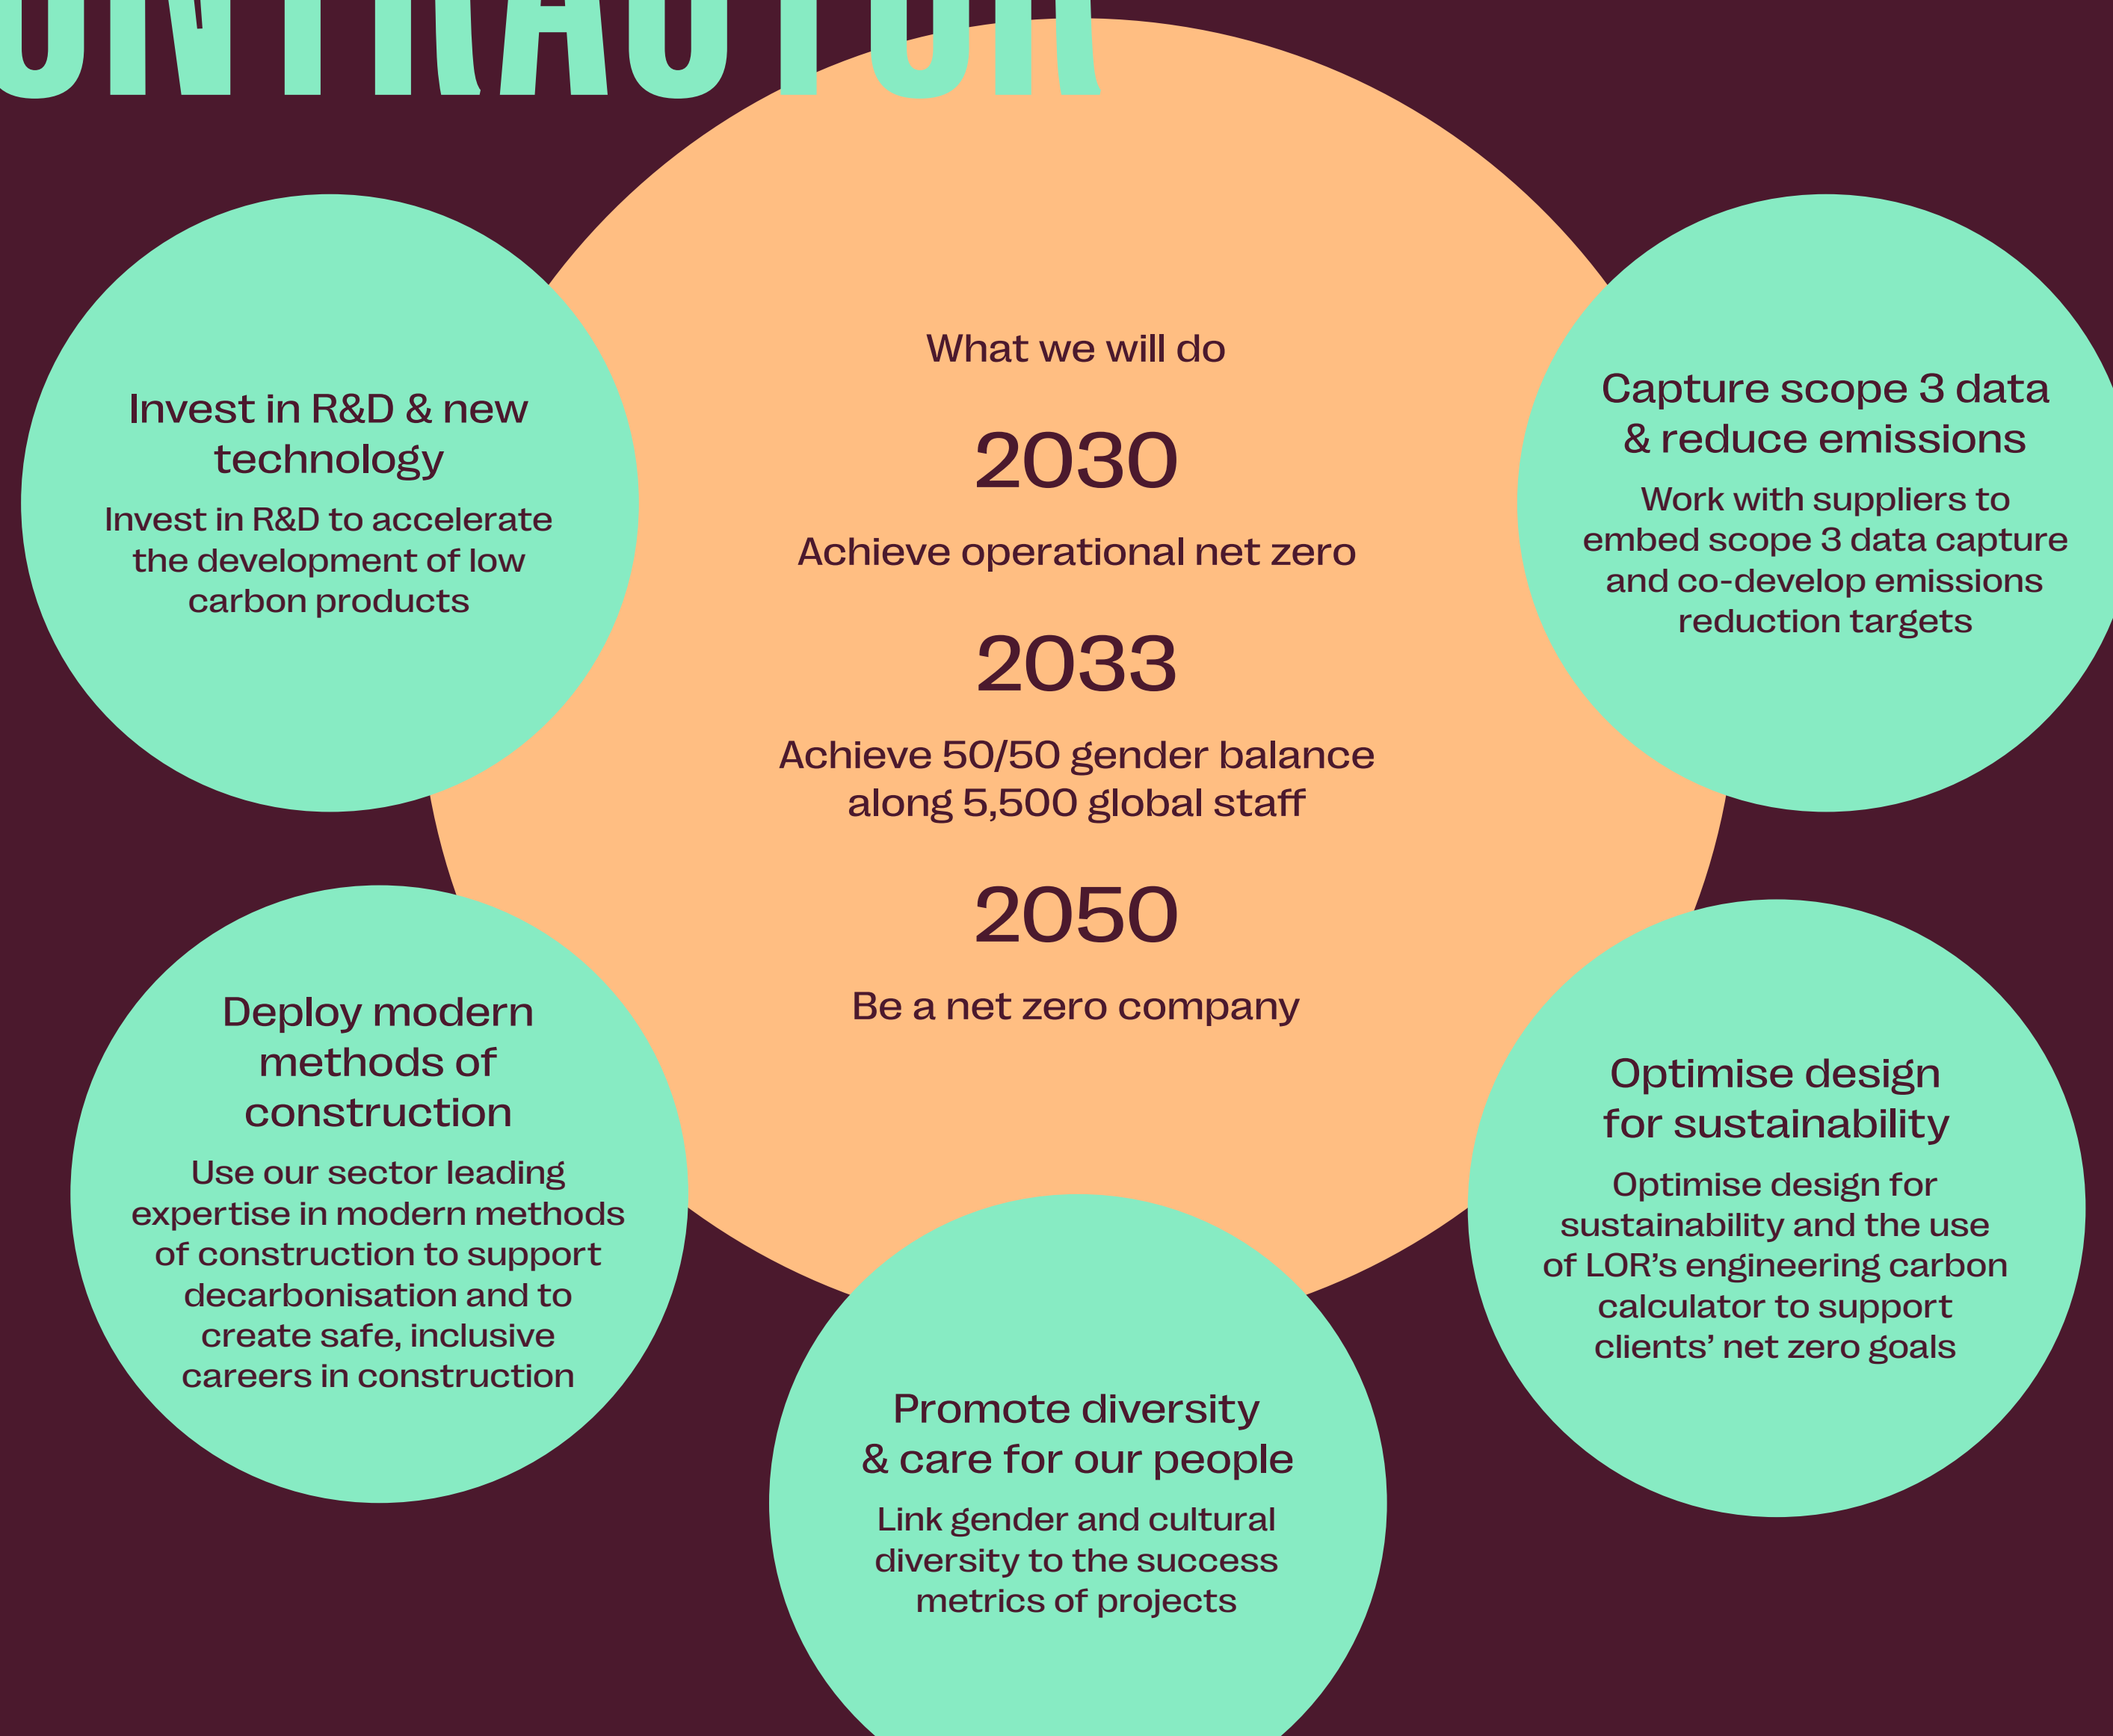 What we will do
2030
Achieve operational net zero
2033
Achieve 50/50 gender balance
along 5,500 global staff
2050
Be a net zero company
Invest in R&D & new
technology
Invest in R&D to accelerate
the development of low
carbon products
Capture scope 3 data
& reduce emissions
Work with suppliers to
embed scope 3 data capture
and co-develop emissions
reduction targets
Deploy modern
methods of
construction
Use our sector leading
expertise in modern methods
of construction to support
decarbonisation and to
create safe, inclusive
careers in construction
Optimise design
for sustainability
Optimise design for
sustainability and the use
of LOR’s engineering carbon
calculator to support
clients’ net zero goals
Promote diversity
& care for our people
Link gender and cultural
diversity to the success
metrics of projects